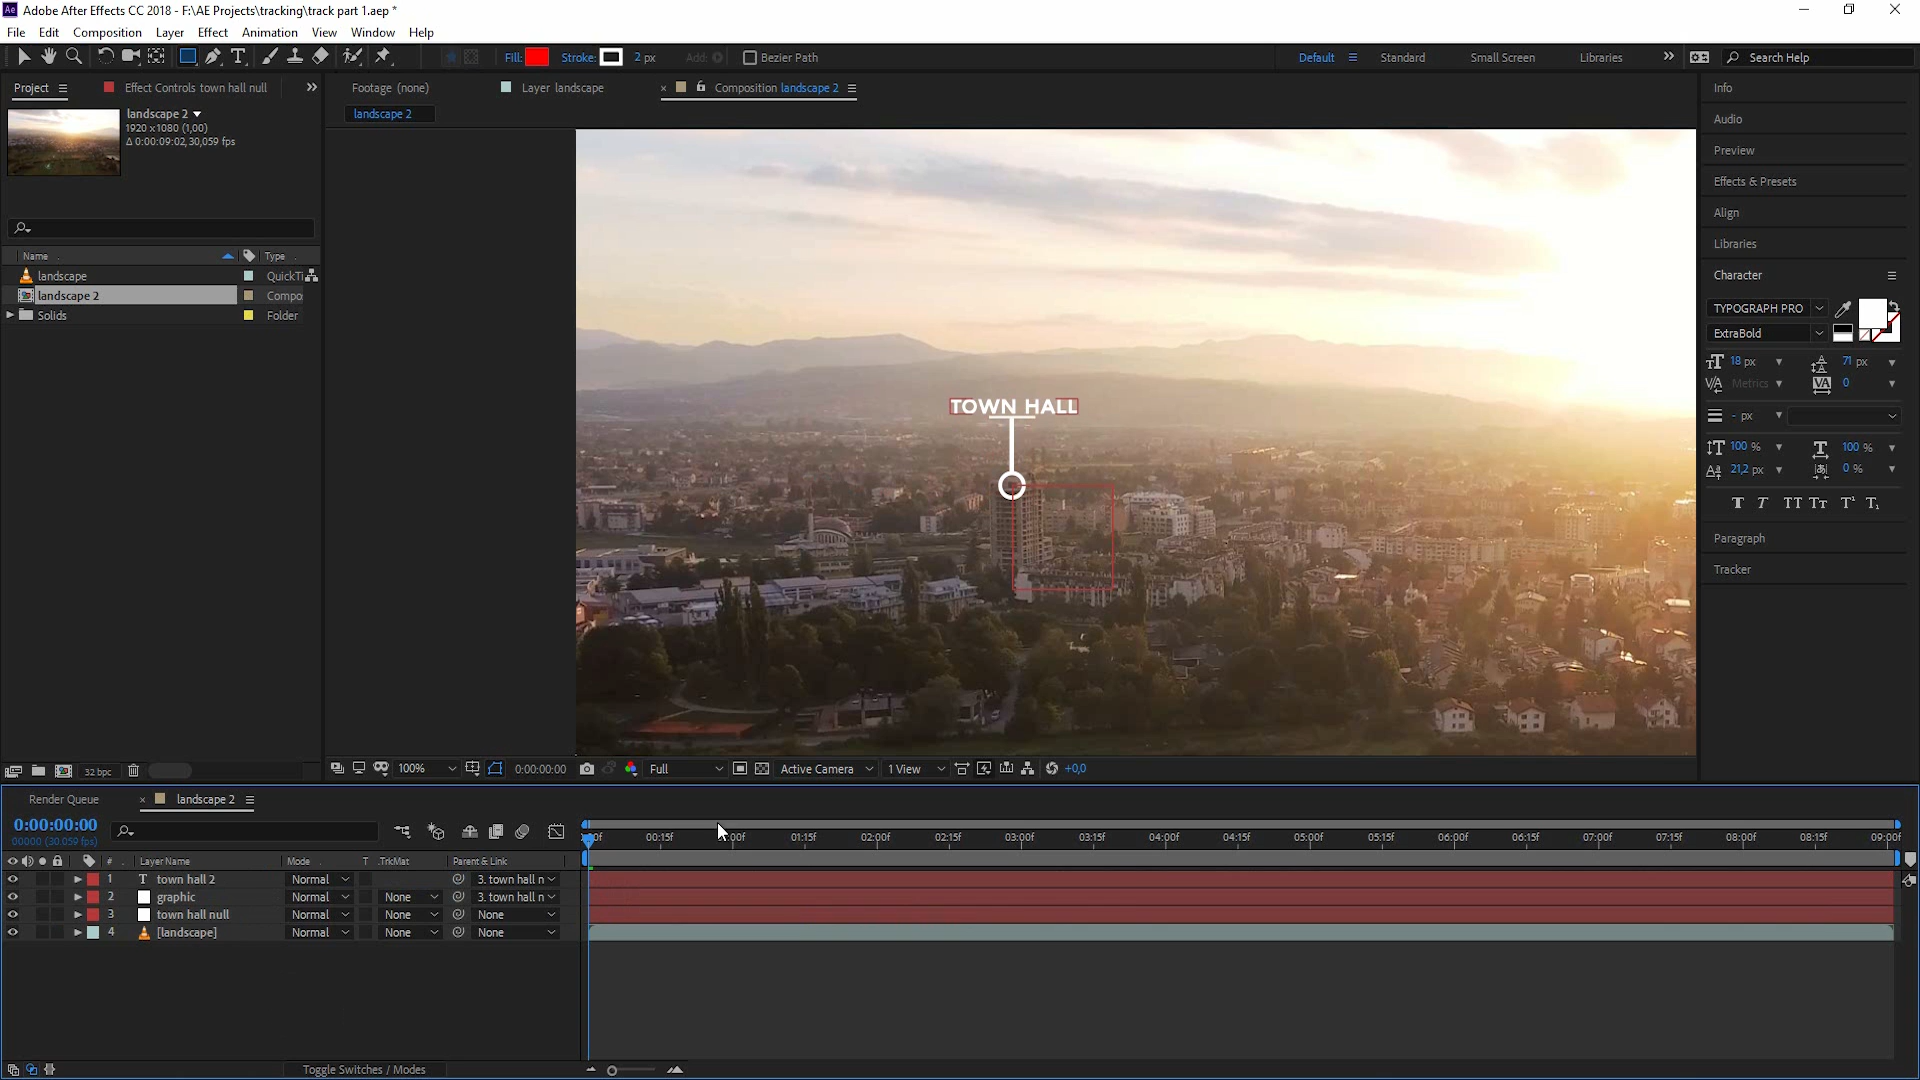 Ae Adobe After Effects CC 2018 - F:\AE Projects\tracking\track part 1.aep *
File Edit Composition Layer Effect Animation View Window Help
Fill: Stroke: 2 px Add: Bezier Path Default Standard Small Screen Libraries Search Help
Project Effect Controls town hall null Footage (none) Layer landscape Composition landscape 2 Info
landscape 2
landscape 2
1920 x 1080 (1,00)
Δ 0:00:09:02, 30,059 fps
Audio
Preview
Effects & Presets
Align
Libraries
Name Type
landscape QuickTi
landscape 2 Compo
Solids Folder
Character
TYPOGRAPH PRO
ExtraBold
18 px 71 px
Metrics 0
- px
100 % 100 %
21,2 px 0 %
T T TT Tr T¹ T₁
Paragraph
Tracker
TOWN HALL
32 bpc 100% 0:00:00:00 Full Active Camera 1 View +0,0
Render Queue landscape 2
0:00:00:00
00000 (30.059 fps)
00:15f 01:15f 02:00f 02:15f 03:00f 03:15f 04:00f 04:15f 05:00f 05:15f 06:00f 06:15f 07:00f 07:15f 08:00f 08:15f 09:00f
# Layer Name Mode T .TrkMat Parent & Link
1 T town hall 2 Normal 3. town hall n
2 graphic Normal None 3. town hall n
3 town hall null Normal None None
4 [landscape] Normal None None
Toggle Switches / Modes